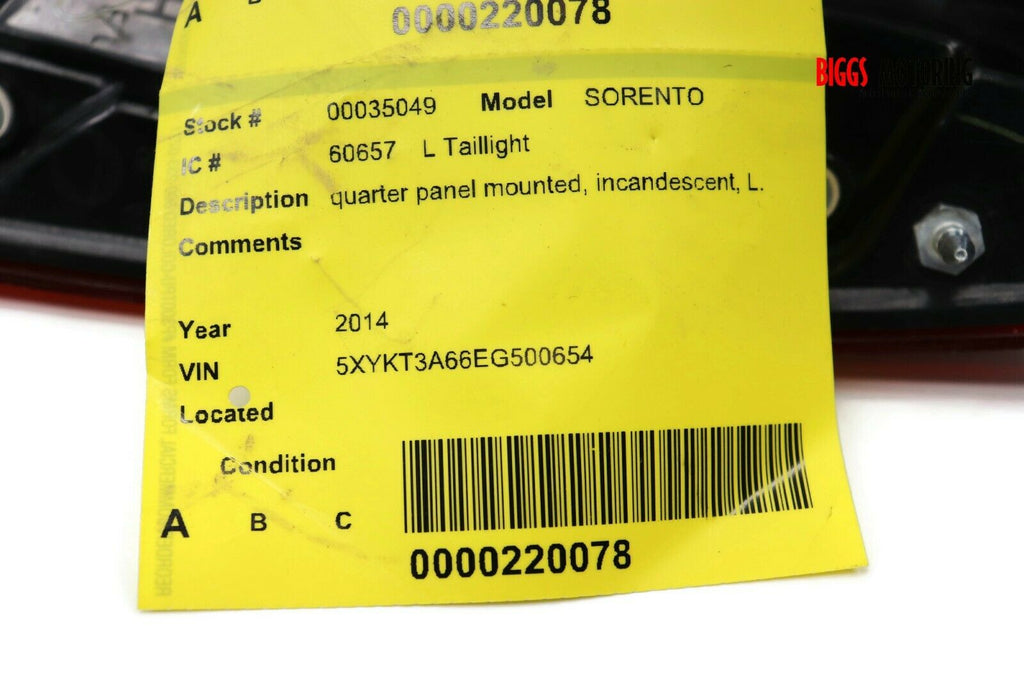 A B 0000220078
BIGGS MOTORING
Stock # 00035049 Model SORENTO
IC # 60657 L Taillight
Description quarter panel mounted, incandescent, L.
Comments
Year 2014
VIN 5XYKT3A66EG500654
Located
Condition
A B C
0000220078